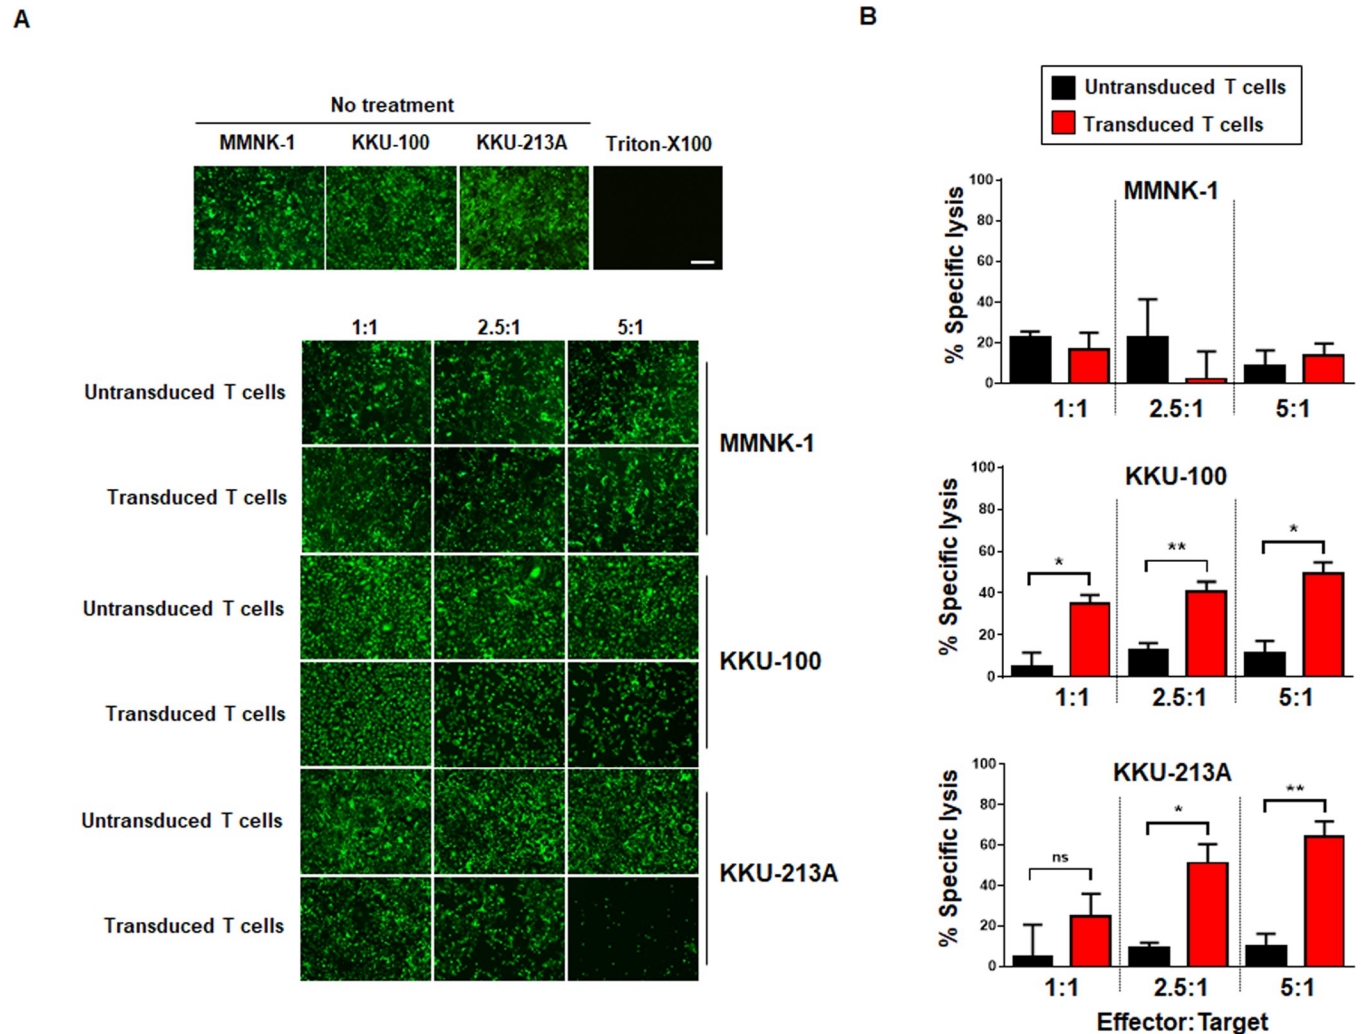 A
No treatment
MMNK-1 KKU-100 KKU-213A Triton-X100
1:1 2.5:1 5:1
Untransduced T cells
Transduced T cells
MMNK-1
Untransduced T cells
Transduced T cells
KKU-100
Untransduced T cells
Transduced T cells
KKU-213A
B
Untransduced T cells
Transduced T cells
MMNK-1
% Specific lysis
100
80
60
40
20
0
1:1 2.5:1 5:1
KKU-100
% Specific lysis
100
80
60
40
20
0
* ** *
1:1 2.5:1 5:1
KKU-213A
% Specific lysis
100
80
60
40
20
0
ns * **
1:1 2.5:1 5:1
Effector:Target